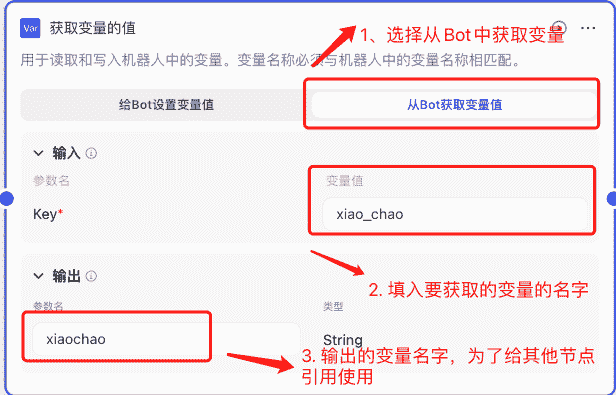 Var 获取变量的值
1、选择从Bot中获取变量
用于读取和写入机器人中的变量。变量名称必须与机器人中的变量名称相匹配。
给Bot设置变量值
从Bot获取变量值
输入
参数名
变量值
Key*
xiao_chao
2. 填入要获取的变量的名字
输出
参数名
类型
xiaochao
String
3. 输出的变量名字，为了给其他节点
引用使用